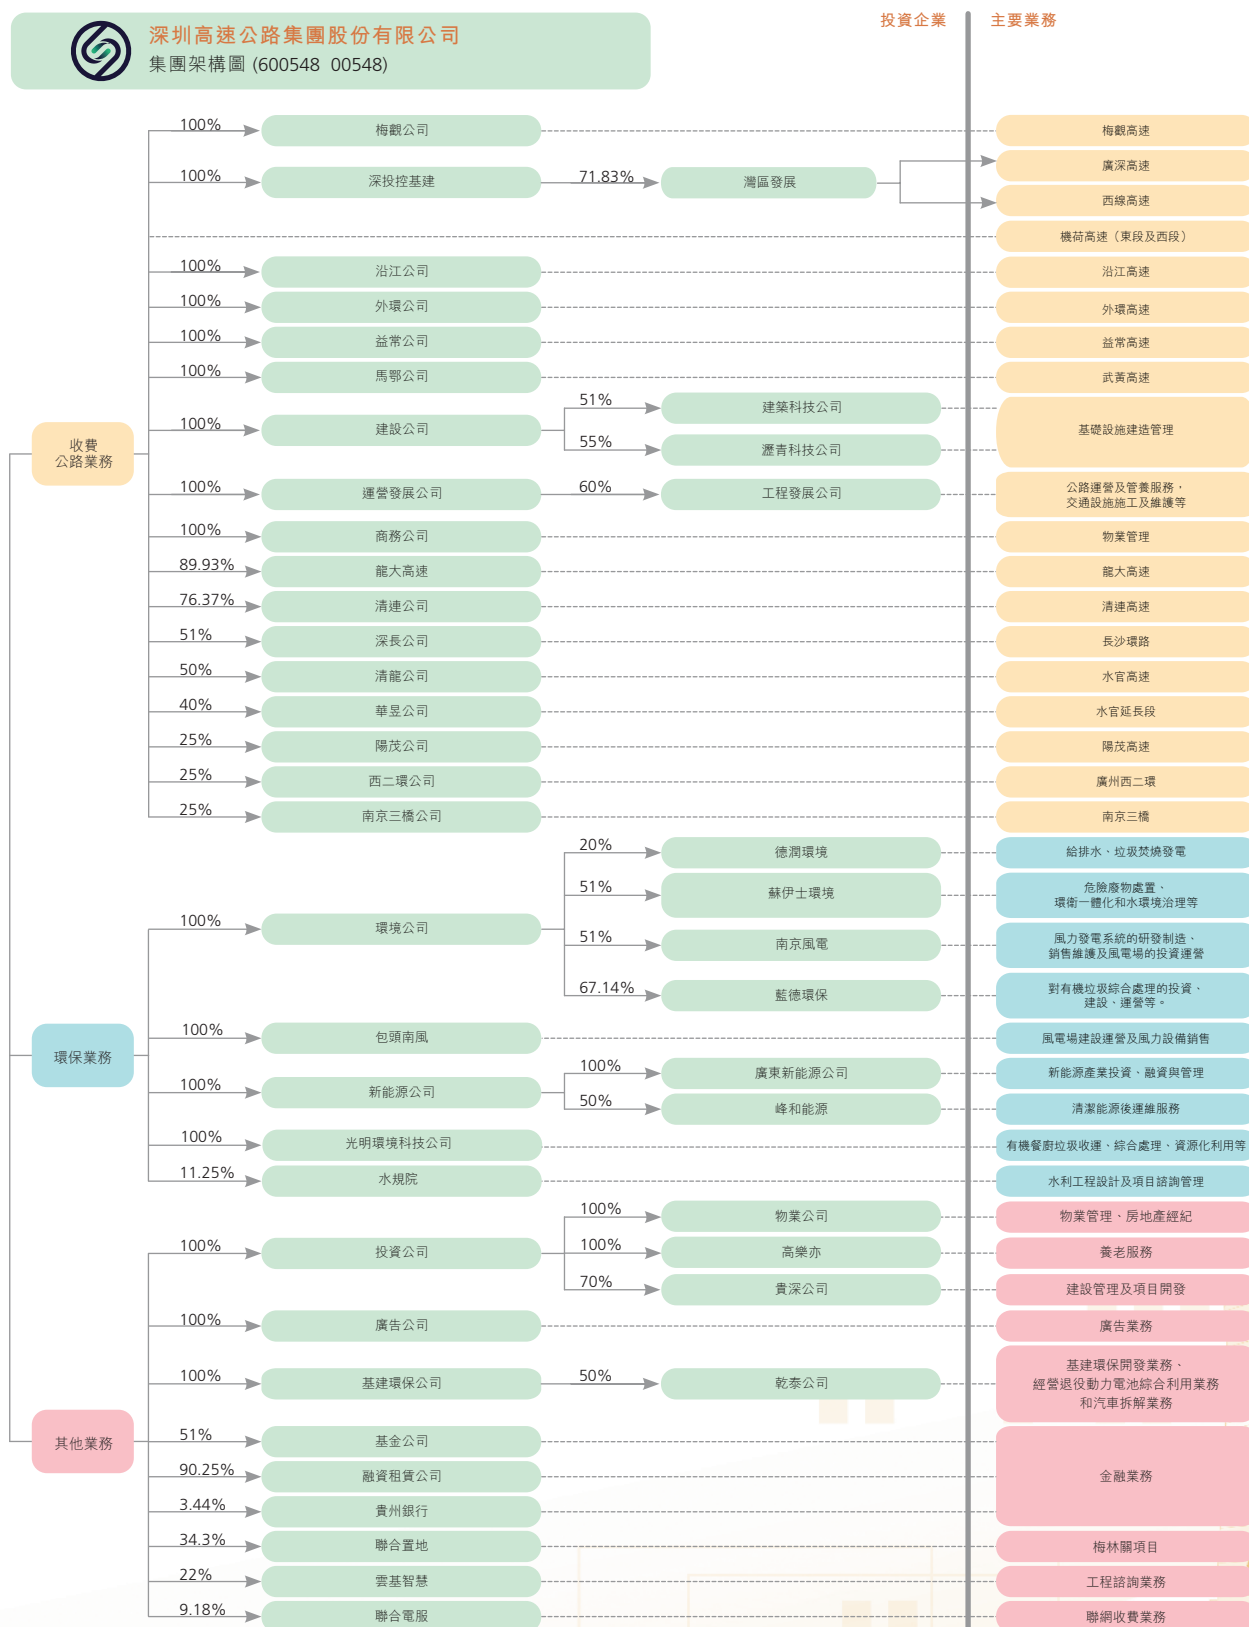 深圳高速公路集團股份有限公司
集團架構圖 (600548 00548)
投資企業
主要業務
收費
公路業務
100%
梅觀公司
梅觀高速
100%
深投控基建
71.83%
灣區發展
廣深高速
西線高速
機荷高速（東段及西段）
100%
沿江公司
沿江高速
100%
外環公司
外環高速
100%
益常公司
益常高速
100%
馬鄂公司
武黃高速
100%
建設公司
51%
建築科技公司
55%
瀝青科技公司
基礎設施建造管理
100%
運營發展公司
60%
工程發展公司
公路運營及管養服務，
交通設施施工及維護等
100%
商務公司
物業管理
89.93%
龍大高速
龍大高速
76.37%
清連公司
清連高速
51%
深長公司
長沙環路
50%
清龍公司
水官高速
40%
華昱公司
水官延長段
25%
陽茂公司
陽茂高速
25%
西二環公司
廣州西二環
25%
南京三橋公司
南京三橋
環保業務
100%
環境公司
20%
德潤環境
給排水、垃圾焚燒發電
51%
蘇伊士環境
危險廢物處置、
環衛一體化和水環境治理等
51%
南京風電
風力發電系統的研發制造、
銷售維護及風電場的投資運營
67.14%
藍德環保
對有機垃圾綜合處理的投資、
建設、運營等。
100%
包頭南風
風電場建設運營及風力設備銷售
100%
新能源公司
100%
廣東新能源公司
新能源產業投資、融資與管理
50%
峰和能源
清潔能源後運維服務
100%
光明環境科技公司
有機餐廚垃圾收運、綜合處理、資源化利用等
11.25%
水規院
水利工程設計及項目諮詢管理
其他業務
100%
投資公司
100%
物業公司
物業管理、房地產經紀
100%
高樂亦
養老服務
70%
貴深公司
建設管理及項目開發
100%
廣告公司
廣告業務
100%
基建環保公司
50%
乾泰公司
基建環保開發業務、
經營退役動力電池綜合利用業務
和汽車拆解業務
51%
基金公司
90.25%
融資租賃公司
金融業務
3.44%
貴州銀行
34.3%
聯合置地
梅林關項目
22%
雲基智慧
工程諮詢業務
9.18%
聯合電服
聯網收費業務